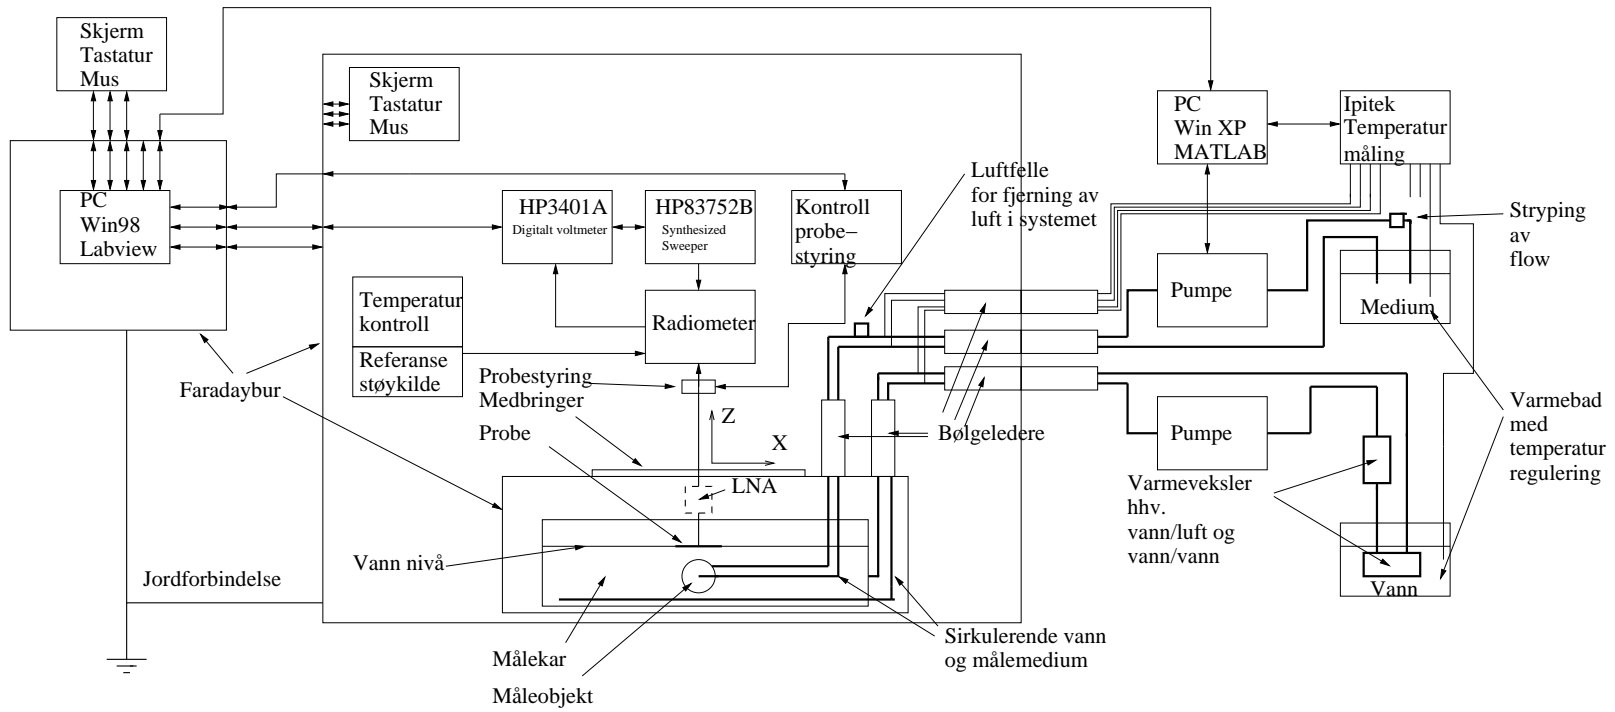 Skjerm
Tastatur
Mus
Skjerm
Tastatur
Mus
PC
Win XP
MATLAB
Ipitek
Temperatur
måling
PC
Win98
Labview
HP3401A
Digitalt voltmeter
HP83752B
Synthesized
Sweeper
Kontroll
probe–
styring
Luftfelle
for fjerning av
luft i systemet
Stryping
av
flow
Temperatur
kontroll
Referanse
støykilde
Radiometer
Pumpe
Medium
Faradaybur
Probestyring
Medbringer
Probe
Z
X
Bølgeledere
Pumpe
Varmebad
med
temperatur
regulering
LNA
Varmeveksler
hhv.
vann/luft og
vann/vann
Vann nivå
Vann
Jordforbindelse
Målekar
Måleobjekt
Sirkulerende vann
og målemedium